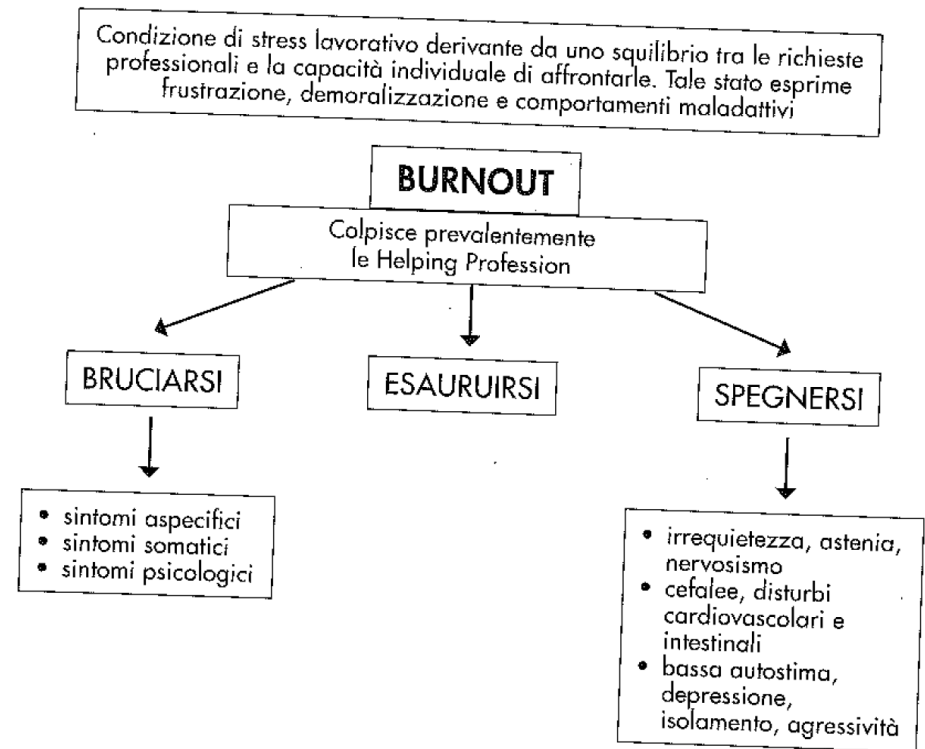 Condizione di stress lavorativo derivante da uno squilibrio tra le richieste
professionali e la capacità individuale di affrontarle. Tale stato esprime
frustrazione, demoralizzazione e comportamenti maladattivi
BURNOUT
Colpisce prevalentemente
le Helping Profession
BRUCIARSI
ESAURUIRSI
SPEGNERSI
• sintomi aspecifici
• sintomi somatici
• sintomi psicologici
• irrequietezza, astenia,
nervosismo
• cefalee, disturbi
cardiovascolari e
intestinali
• bassa autostima,
depressione,
isolamento, agressività